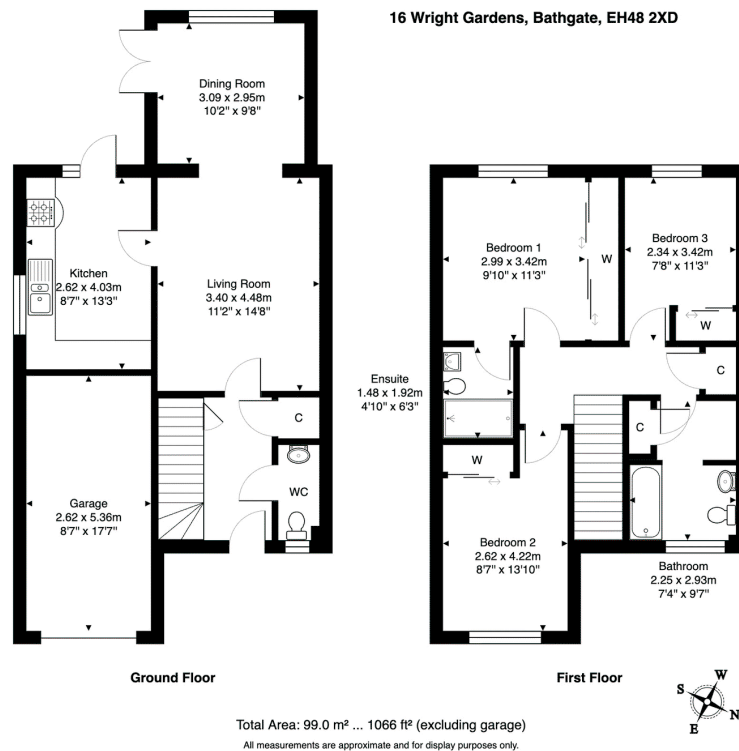 16 Wright Gardens, Bathgate, EH48 2XD
Dining Room
3.09 x 2.95m
10'2" x 9'8"
Kitchen
2.62 x 4.03m
8'7" x 13'3"
Living Room
3.40 x 4.48m
11'2" x 14'8"
C
WC
Garage
2.62 x 5.36m
8'7" x 17'7"
Ground Floor
Bedroom 1
2.99 x 3.42m
9'10" x 11'3"
W
Bedroom 3
2.34 x 3.42m
7'8" x 11'3"
W
Ensuite
1.48 x 1.92m
4'10" x 6'3"
C
C
W
Bedroom 2
2.62 x 4.22m
8'7" x 13'10"
Bathroom
2.25 x 2.93m
7'4" x 9'7"
First Floor
S
W
E
N
Total Area: 99.0 m² ... 1066 ft² (excluding garage)
All measurements are approximate and for display purposes only.